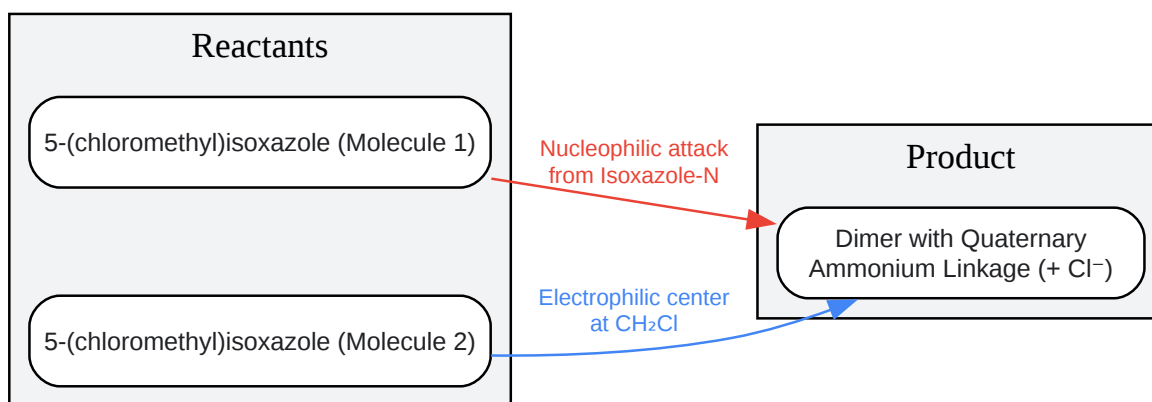 Reactants
5-(chloromethyl)isoxazole (Molecule 1)
Nucleophilic attack
from Isoxazole-N
Product
Dimer with Quaternary
Ammonium Linkage (+ Cl⁻)
Electrophilic center
at CH₂Cl
5-(chloromethyl)isoxazole (Molecule 2)